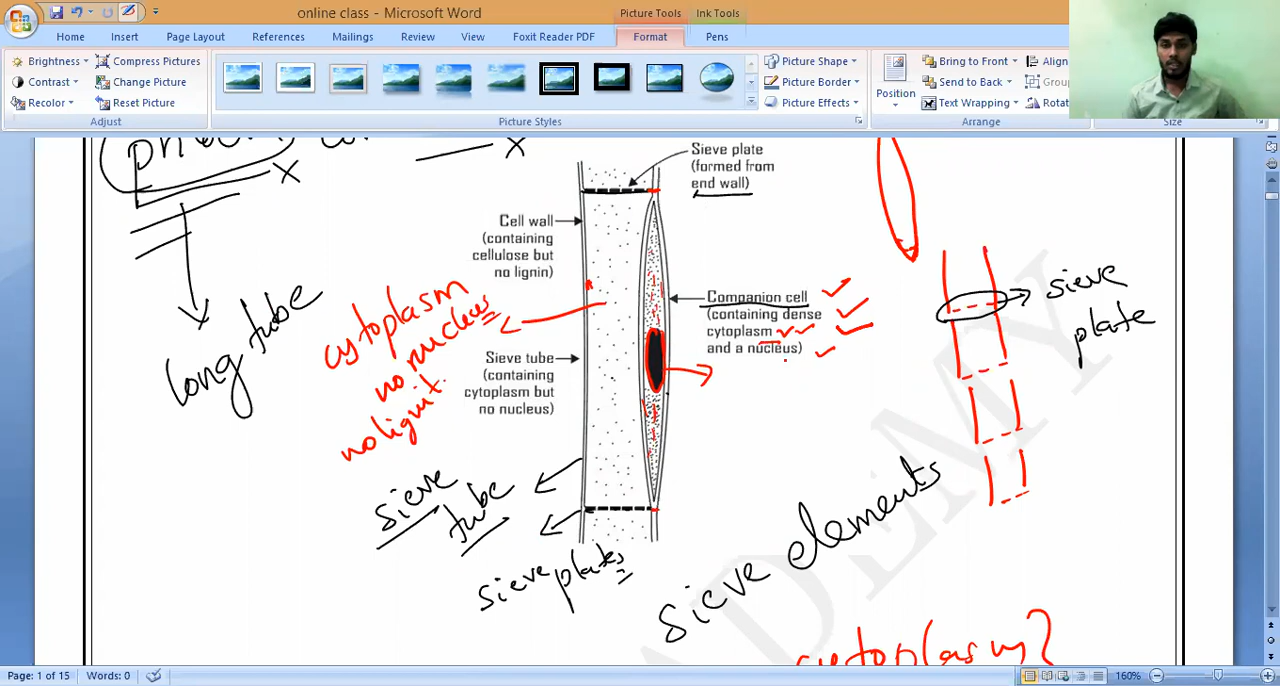 online class - Microsoft Word
Picture Tools
Ink Tools
Home
Insert
Page Layout
References
Mailings
Review
View
Foxit Reader PDF
Format
Pens
Brightness
Compress Pictures
Contrast
Change Picture
Recolor
Reset Picture
Adjust
Picture Styles
Picture Shape
Picture Border
Picture Effects
Position
Bring to Front
Send to Back
Text Wrapping
Align
Group
Rota
Arrange
Size
Sieve plate
(formed from
end wall)
Cell wall
(containing
cellulose but
no lignin)
Companion cell
(containing dense
cytoplasm
and a nucleus)
Sieve tube
(containing
cytoplasm but
no nucleus)
long tube
cytoplasm
no nucleus
no lignit
sieve
tube
sieve plates
sieve elements
sieve
plate
cytoplasm?
ADEMY
Page: 1 of 15
Words: 0
160%